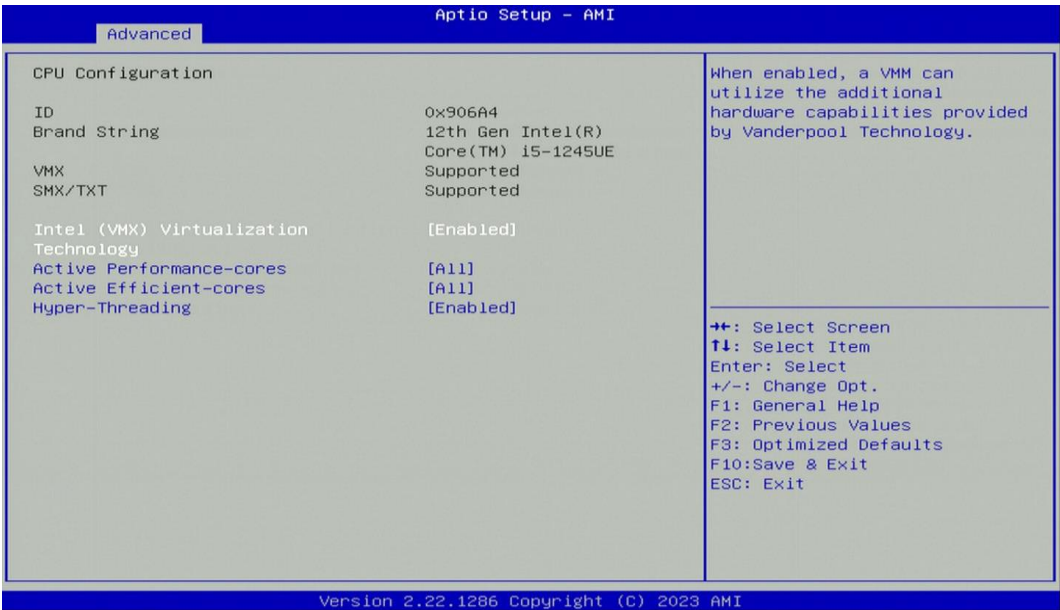 Aptio Setup - AMI
Advanced
CPU Configuration
ID 0x906A4
Brand String 12th Gen Intel(R)
Core(TM) i5-1245UE
VMX Supported
SMX/TXT Supported
Intel (VMX) Virtualization [Enabled]
Technology
Active Performance-cores [All]
Active Efficient-cores [All]
Hyper-Threading [Enabled]
When enabled, a VMM can
utilize the additional
hardware capabilities provided
by Vanderpool Technology.
→←: Select Screen
↑↓: Select Item
Enter: Select
+/-: Change Opt.
F1: General Help
F2: Previous Values
F3: Optimized Defaults
F10:Save & Exit
ESC: Exit
Version 2.22.1286 Copyright (C) 2023 AMI